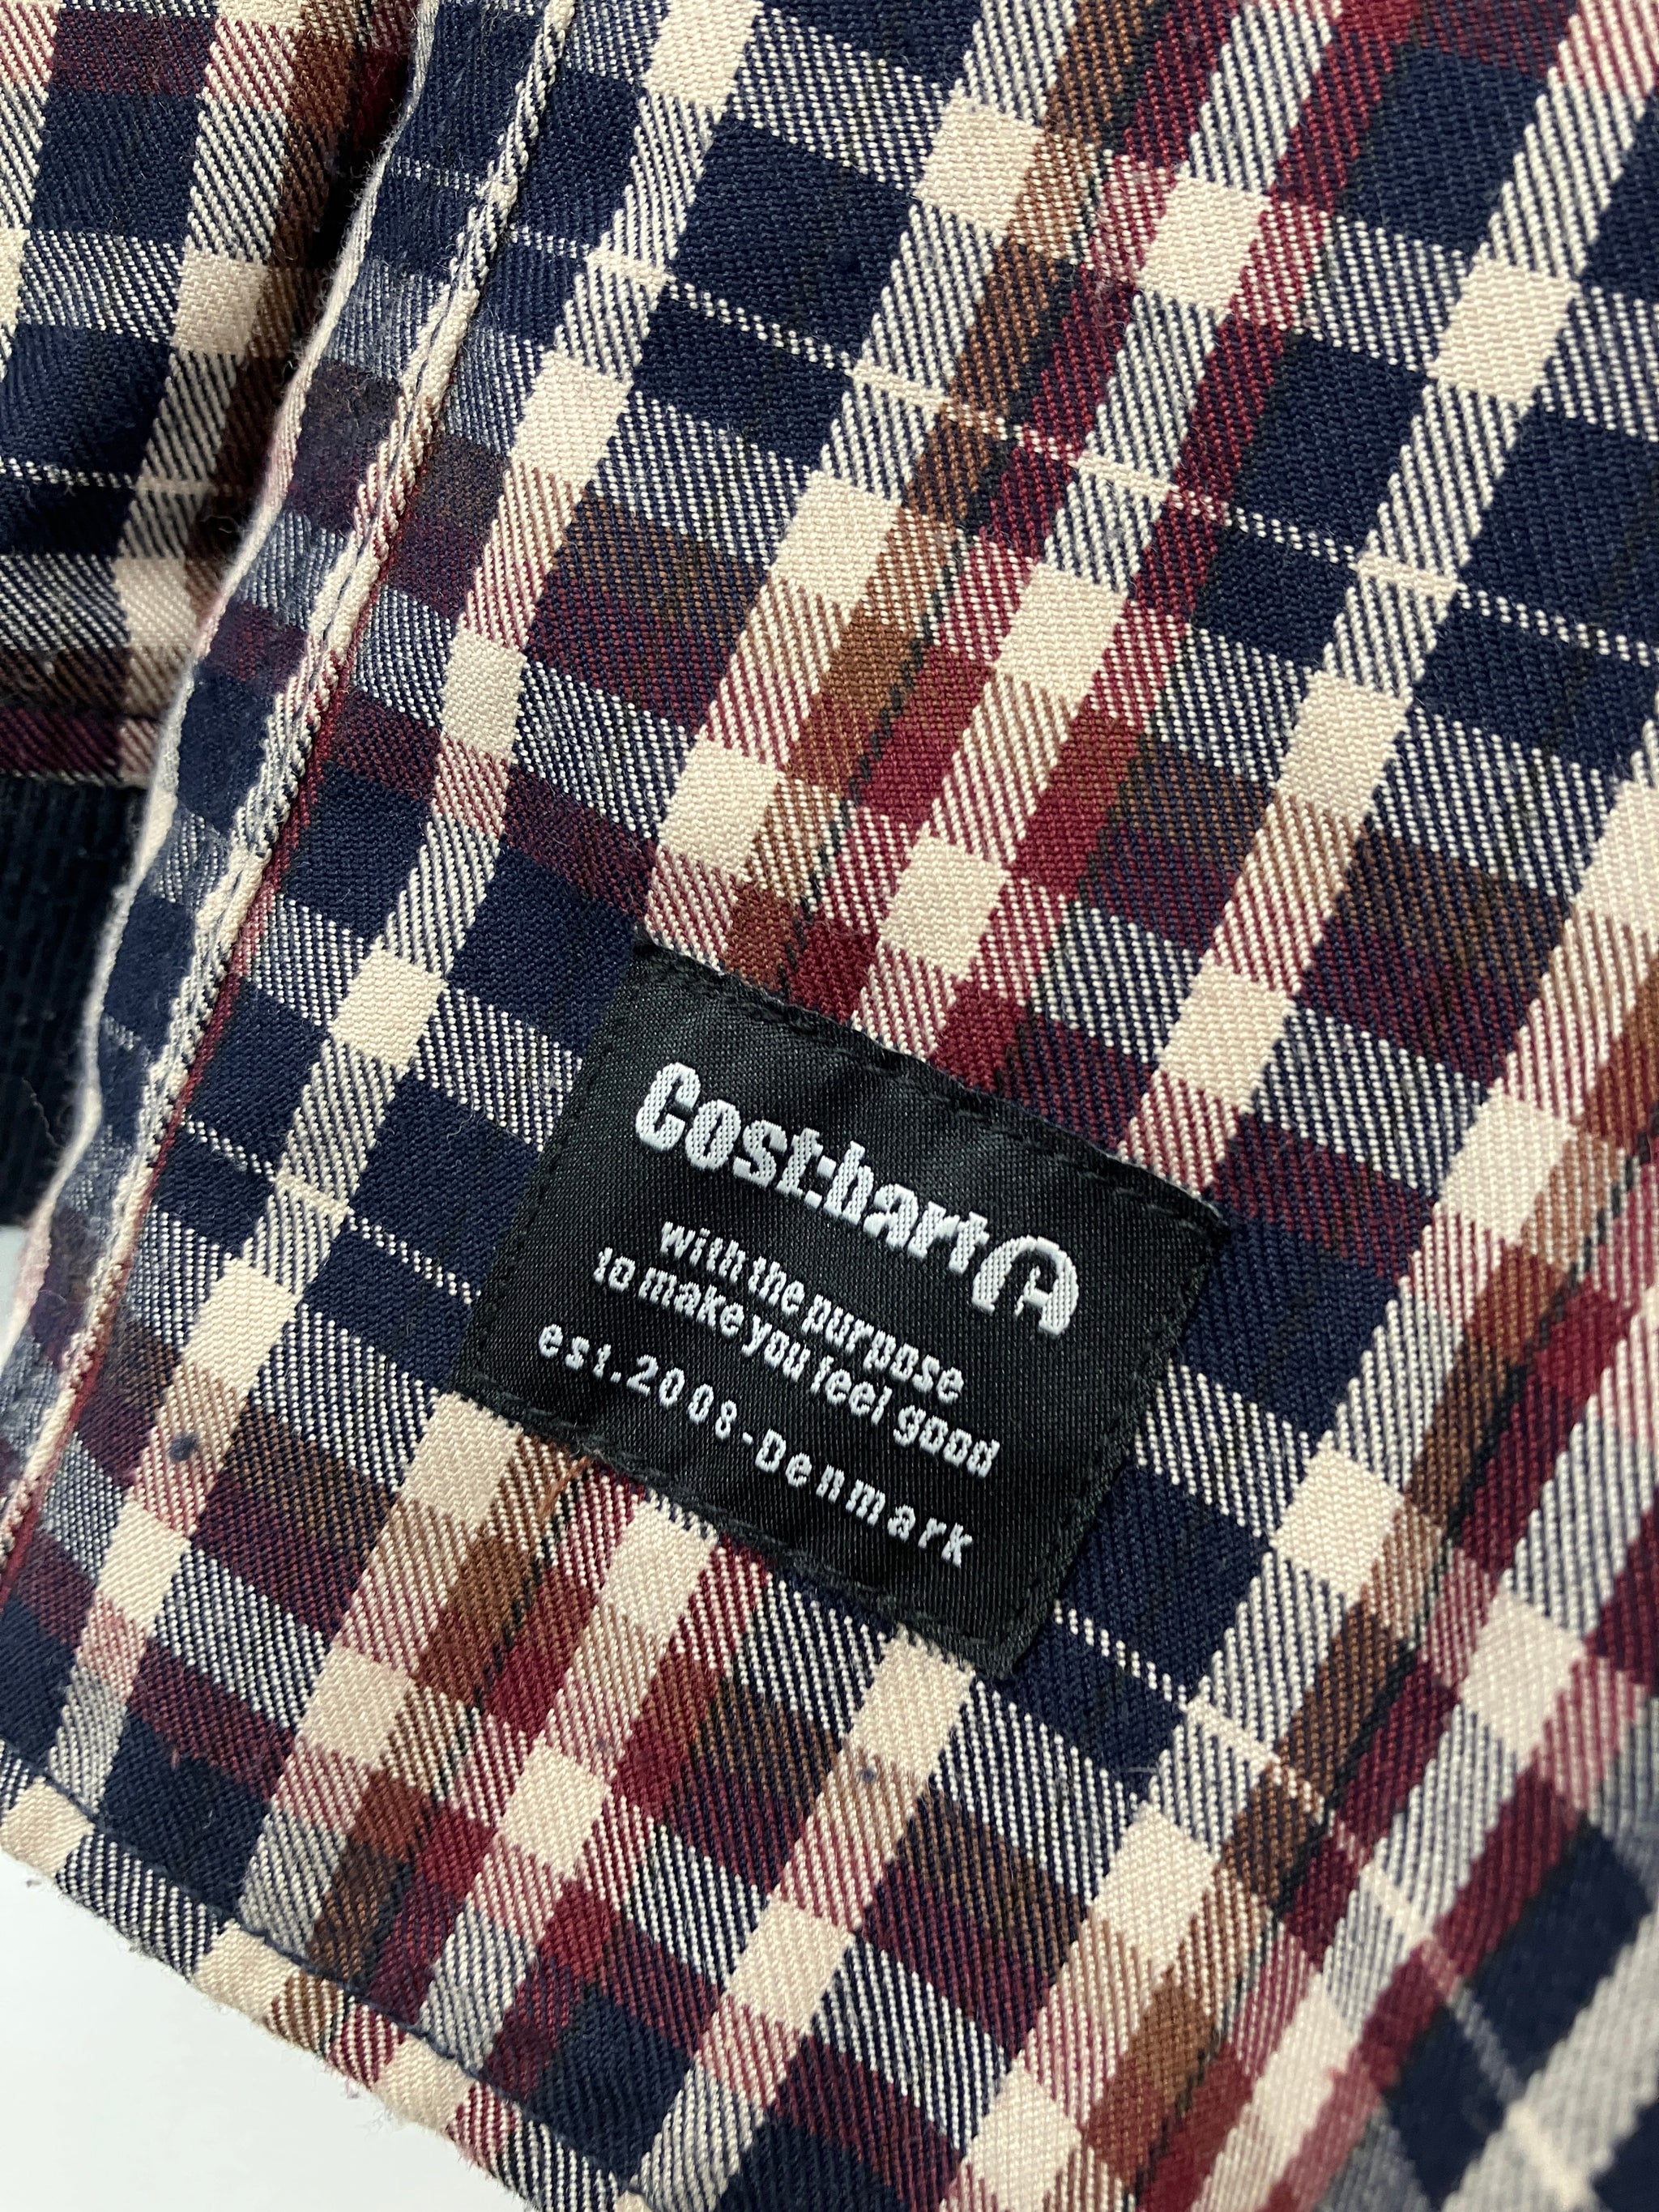 Cost:bart
with the purpose
to make you feel good
est.2008-Denmark